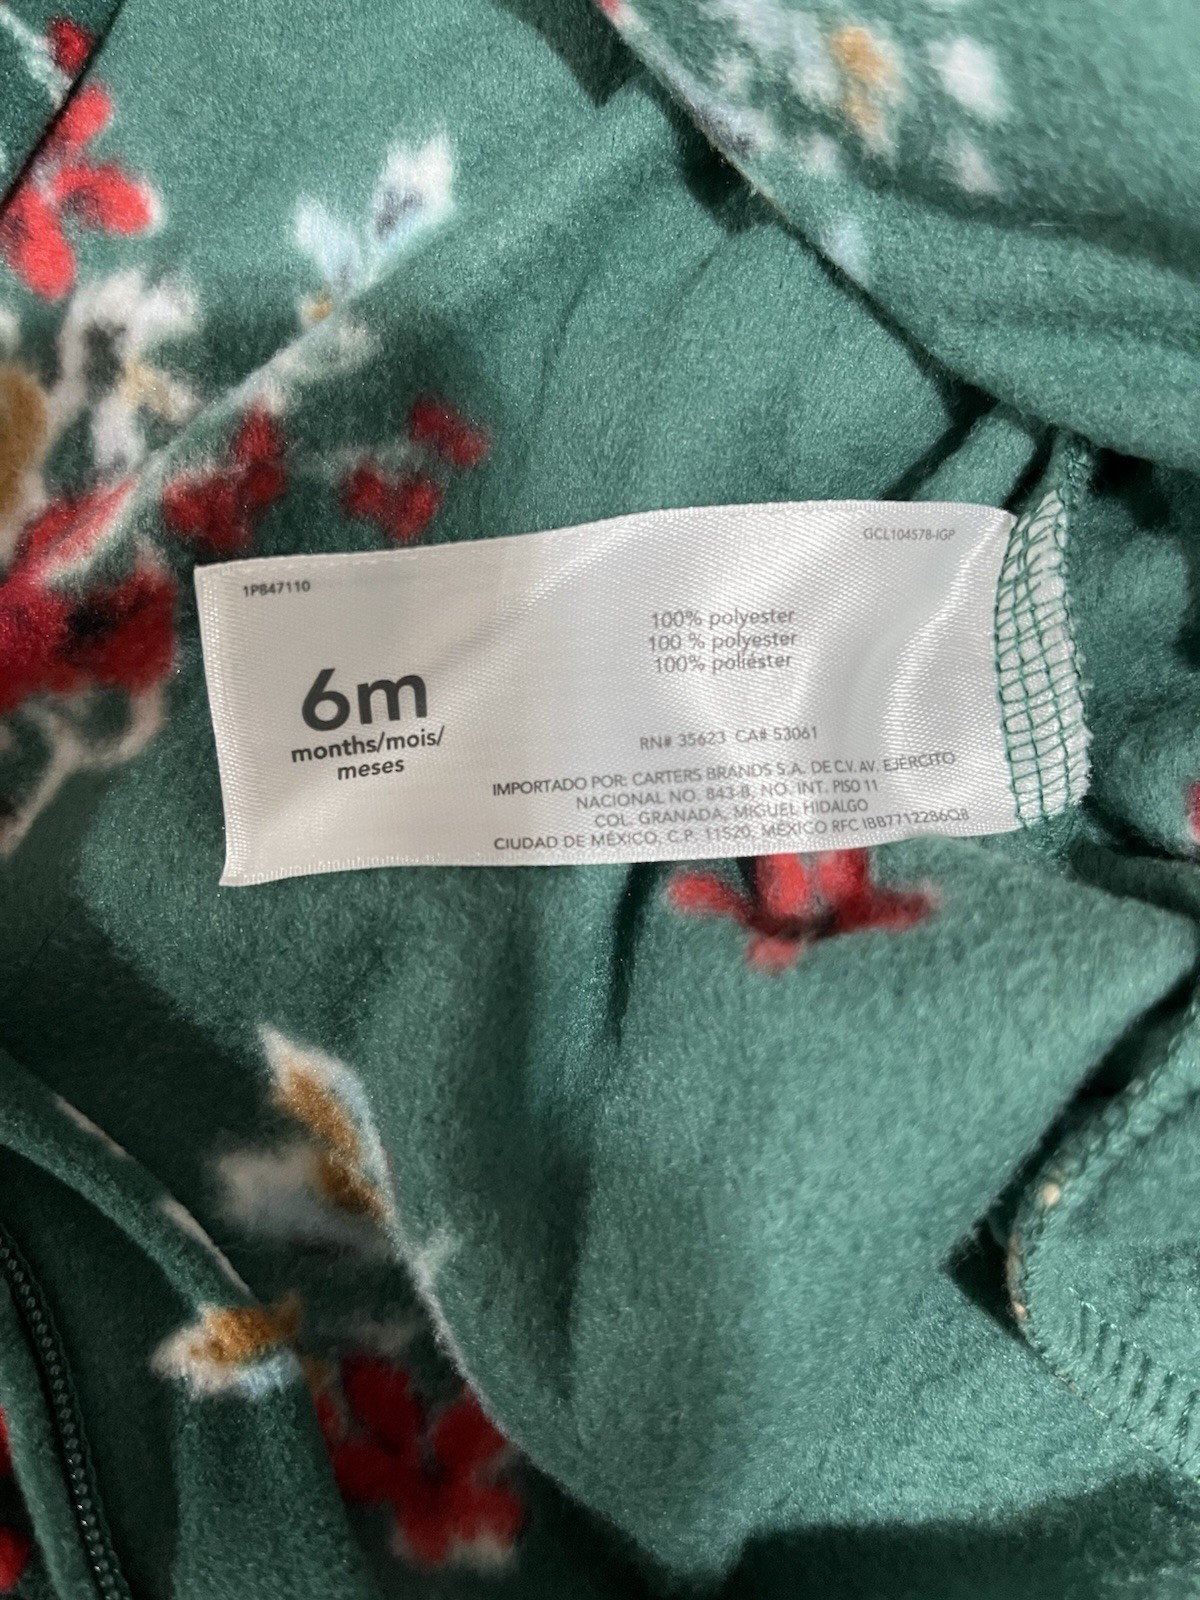 GCL104578-IGP
1P847110
100% polyester
100 % polyester
100% poliéster
6m
months/mois/
meses
RN# 35623 CA# 53061
IMPORTADO POR: CARTERS BRANDS S.A. DE C.V. AV. EJÉRCITO
NACIONAL NO. 843-B, NO. INT. PISO 11
COL. GRANADA, MIGUEL HIDALGO
CIUDAD DE MÉXICO, C.P. 11520, MÉXICO RFC IBB7712286Q8